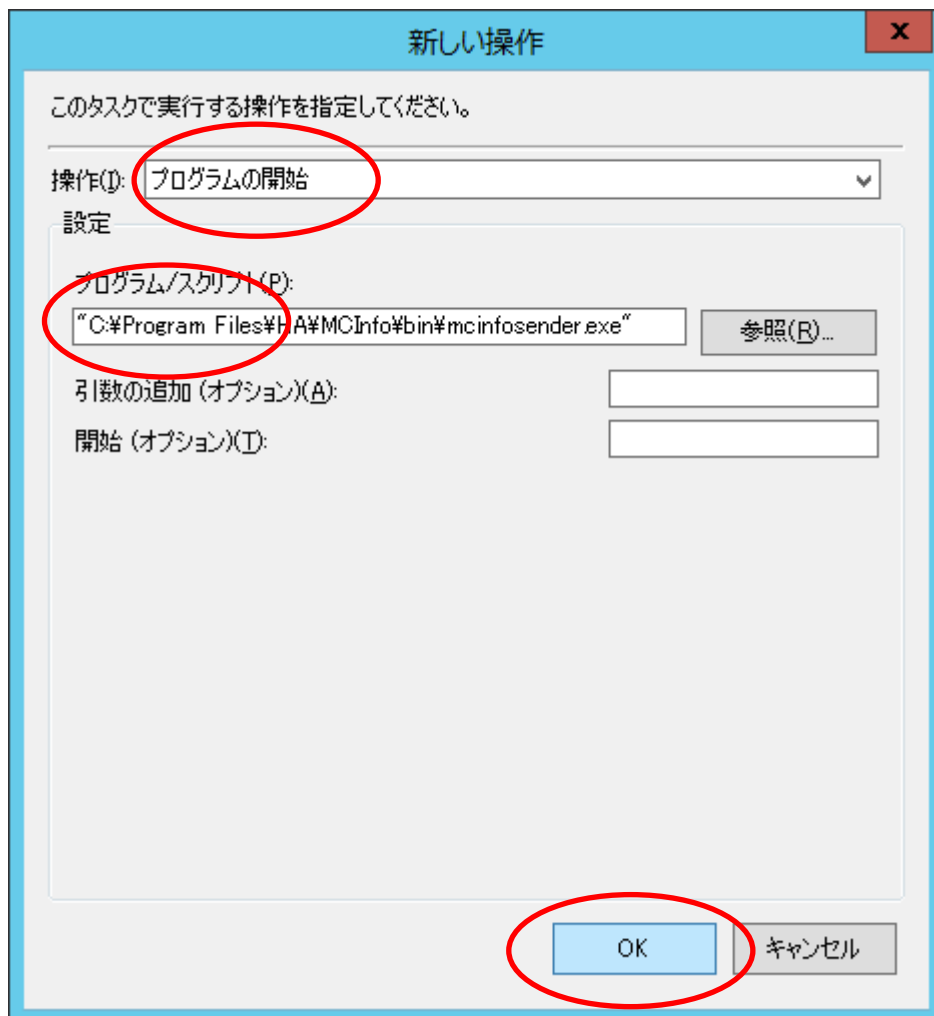 新しい操作
x
このタスクで実行する操作を指定してください。
操作(I): プログラムの開始
設定
プログラム/スクリプト(P):
"C:¥Program Files¥HA¥MCInfo¥bin¥mcinfosender.exe" 参照(R)...
引数の追加 (オプション)(A):
開始 (オプション)(T):
OK キャンセル